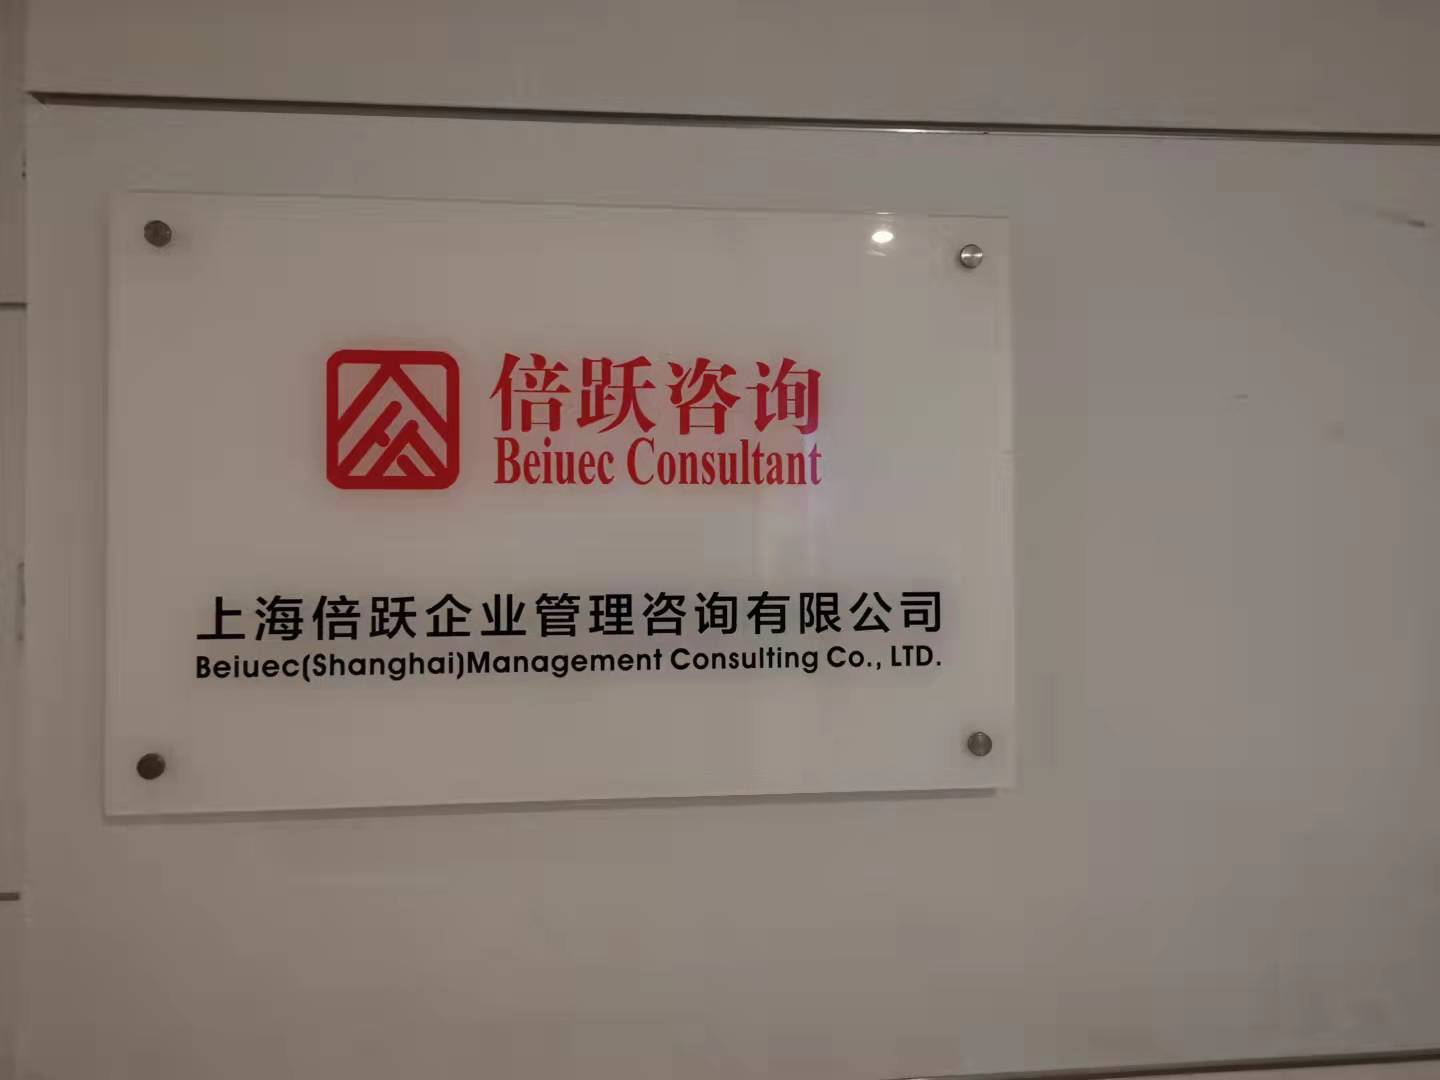 倍跃咨询
Beiuec Consultant
上海倍跃企业管理咨询有限公司
Beiuec(Shanghai)Management Consulting Co., LTD.